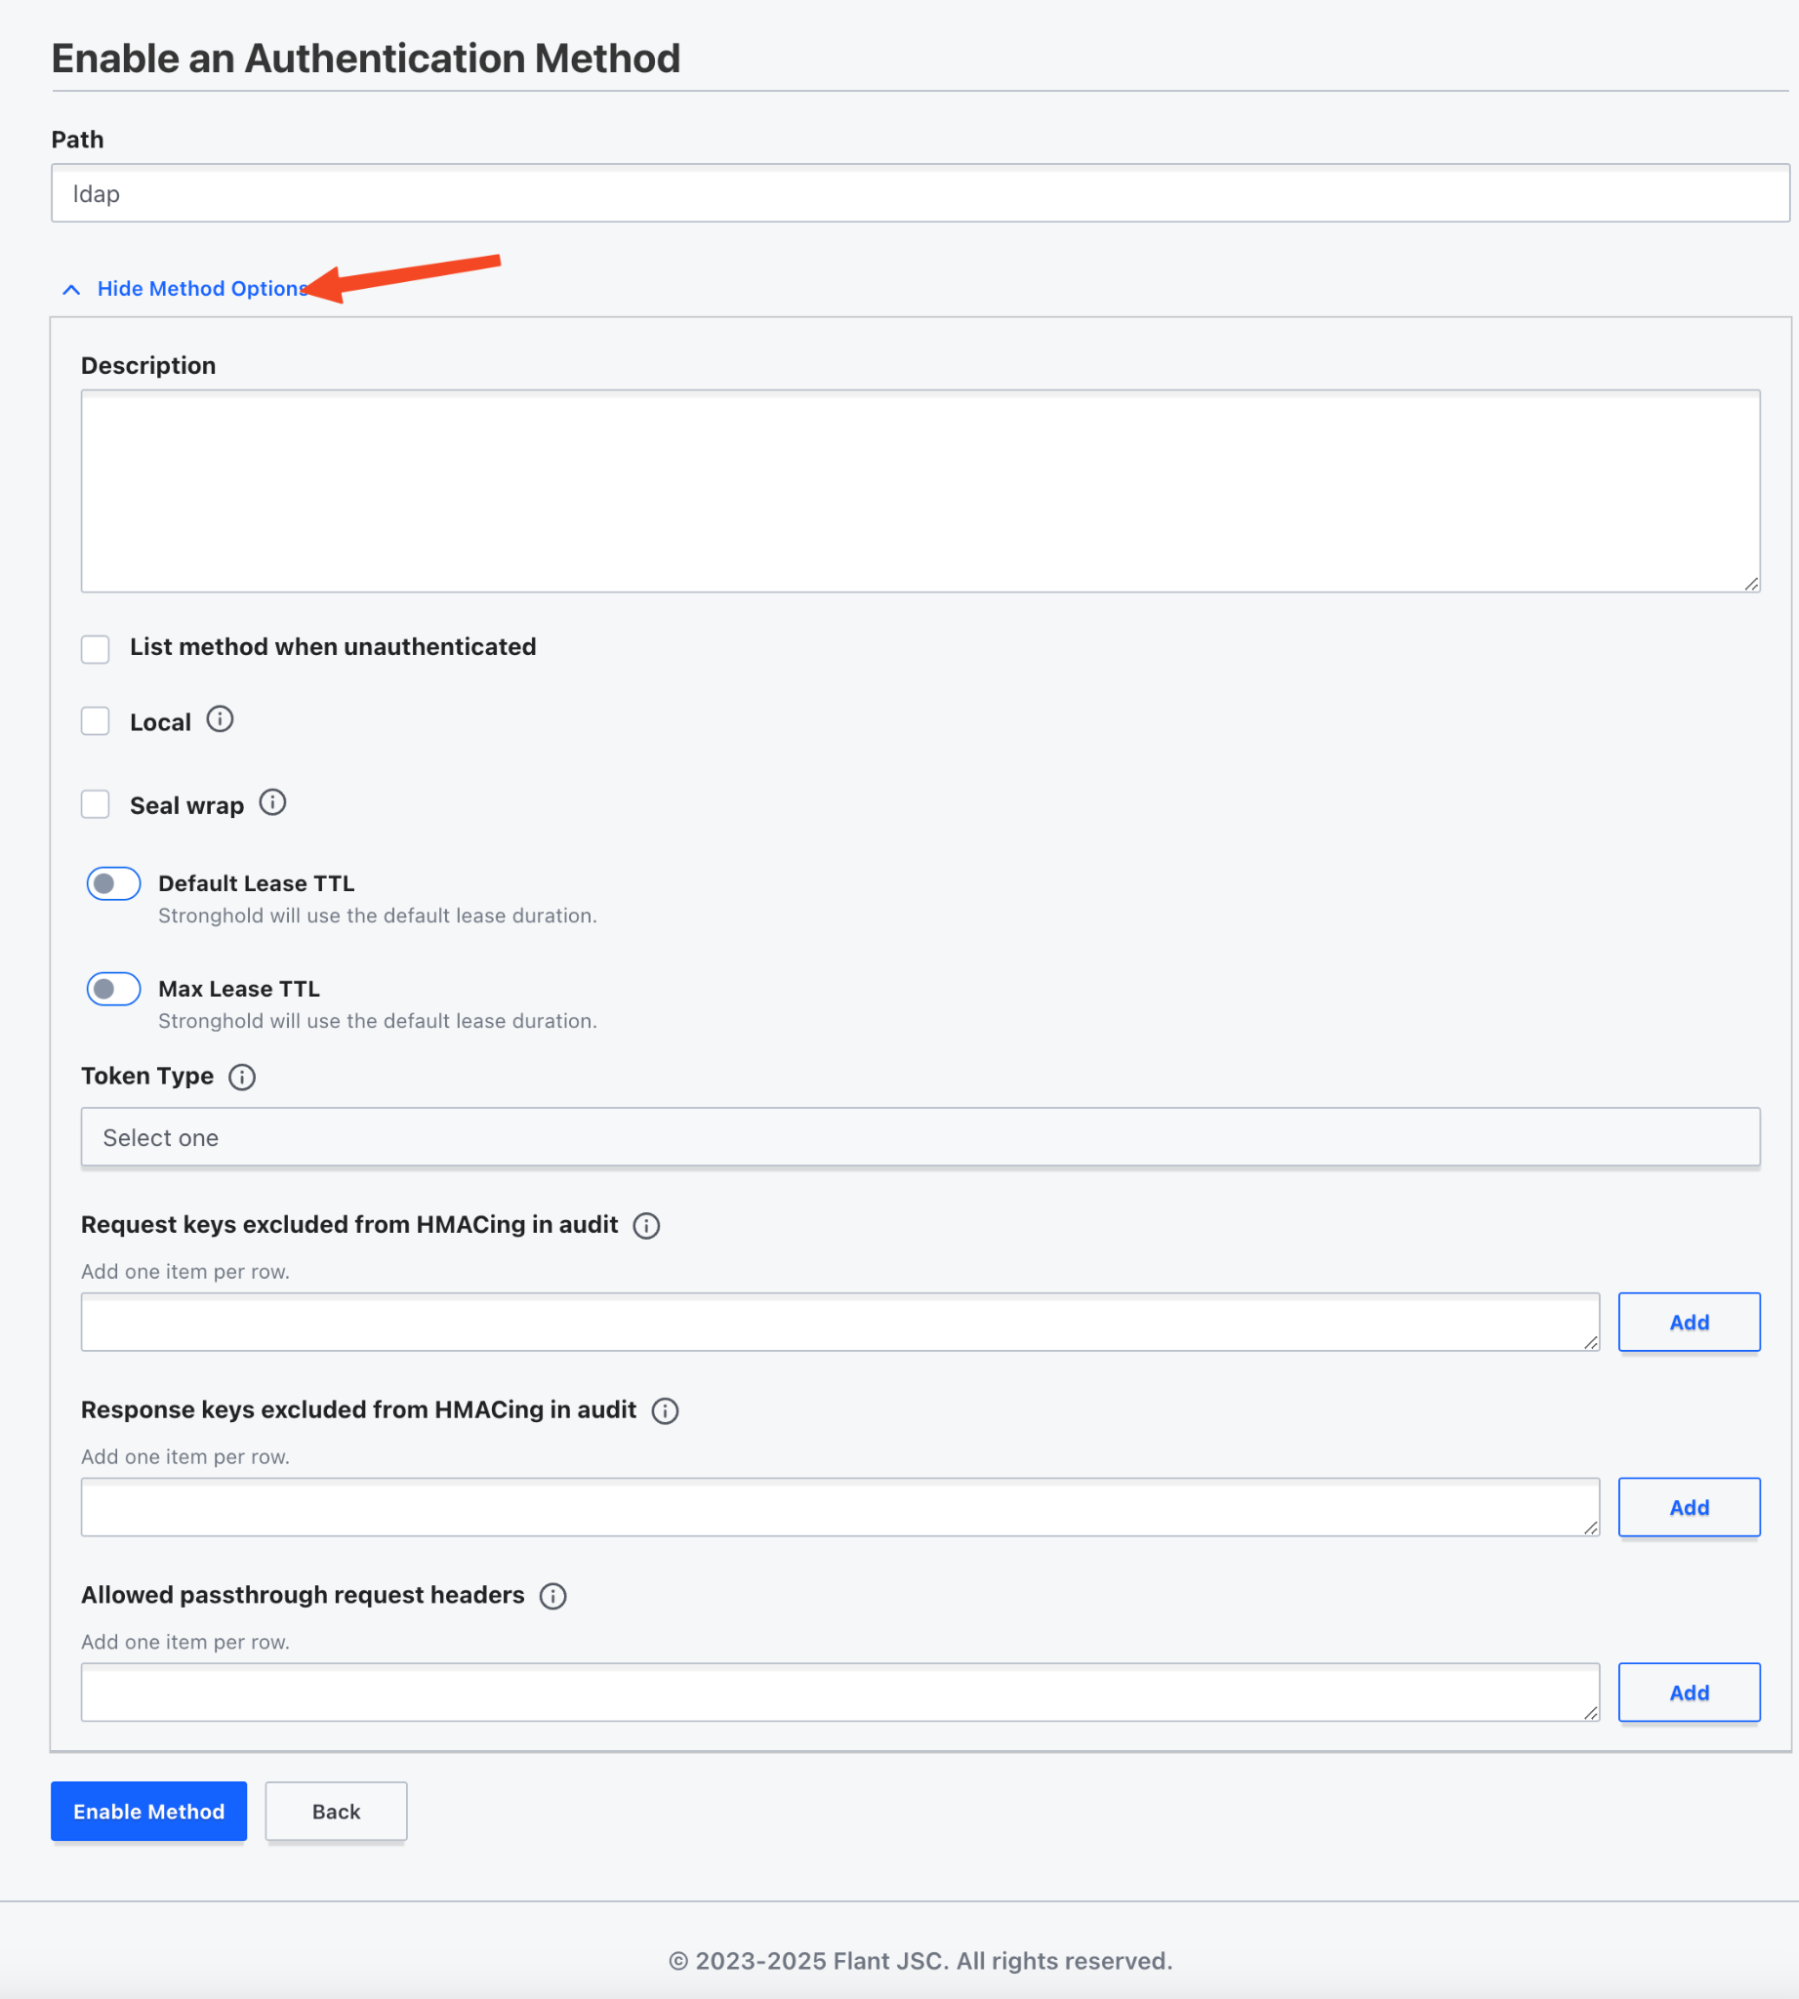 Enable an Authentication Method
Path
ldap
Hide Method Options
Description
List method when unauthenticated
Local
Seal wrap
Default Lease TTL
Stronghold will use the default lease duration.
Max Lease TTL
Stronghold will use the default lease duration.
Token Type
Select one
Request keys excluded from HMACing in audit
Add one item per row.
Add
Response keys excluded from HMACing in audit
Add one item per row.
Add
Allowed passthrough request headers
Add one item per row.
Add
Enable Method
Back
© 2023-2025 Flant JSC. All rights reserved.